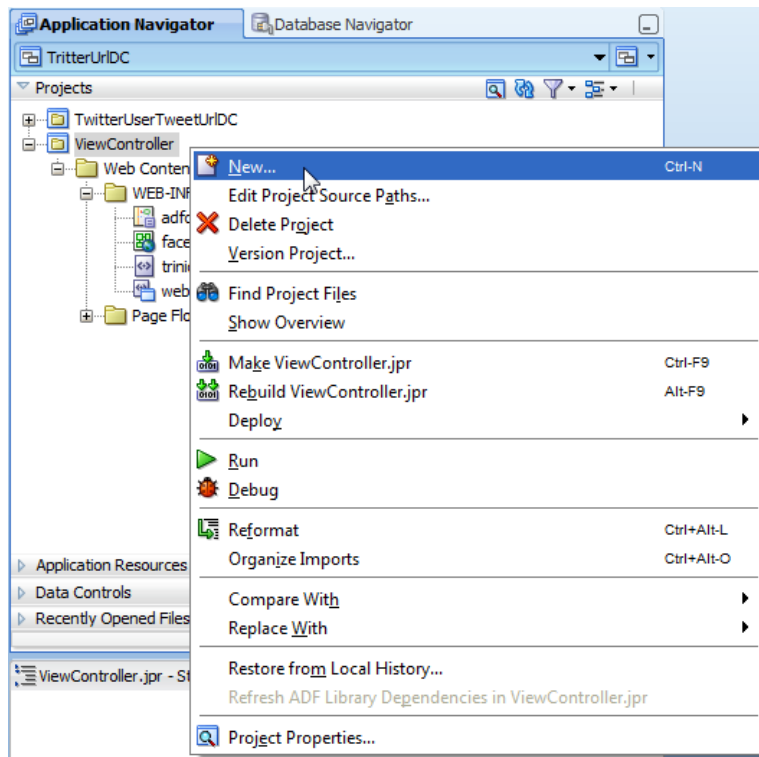 Application Navigator Database Navigator
TritterUrlDC
Projects
TwitterUserTweetUrlDC
ViewController
New... Ctrl-N
Web Conten
Edit Project Source Paths...
WEB-INF
adfc
Delete Project
face
Version Project...
trini
web
Find Project Files
Page Flo
Show Overview
Make ViewController.jpr Ctrl-F9
Rebuild ViewController.jpr Alt-F9
Deploy
Run
Debug
Reformat Ctrl+Alt-L
Organize Imports Ctrl+Alt-O
Application Resources
Data Controls
Compare With
Recently Opened Files
Replace With
Restore from Local History...
ViewController.jpr - St
Refresh ADF Library Dependencies in ViewController.jpr
Project Properties...